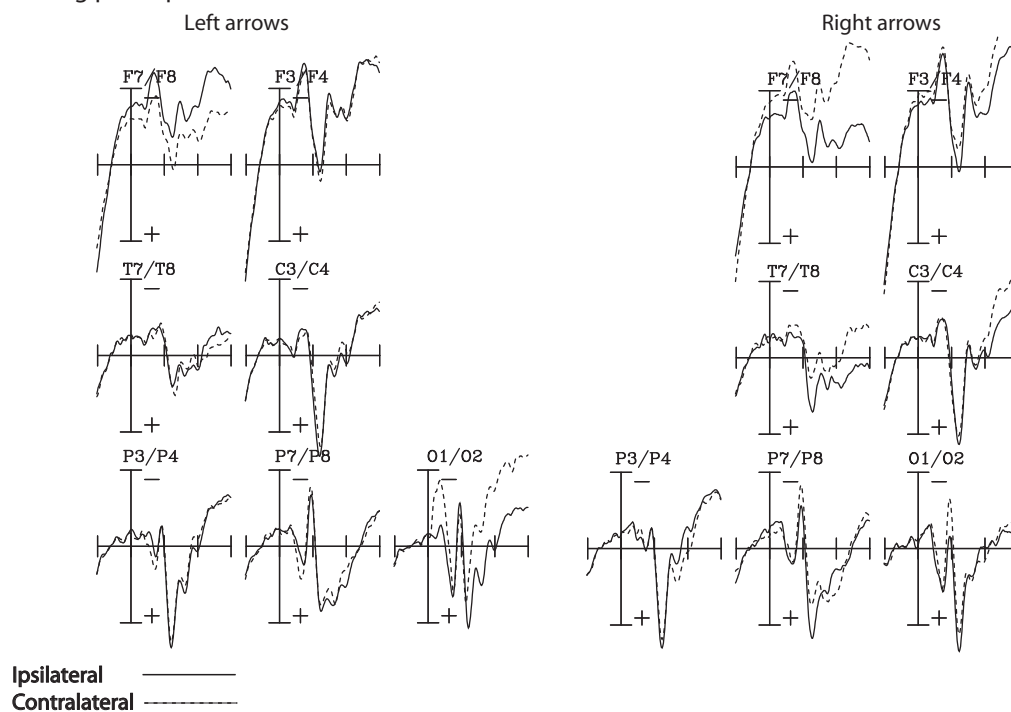 Left arrows Right arrows
F7/F8 F3/F4 F7/F8 F3/F4
− − − −
+ + + +
T7/T8 C3/C4 T7/T8 C3/C4
− − − −
+ + + +
P3/P4 P7/P8 O1/O2 P3/P4 P7/P8 O1/O2
− − − − − −
+ + + + + +
Ipsilateral
Contralateral